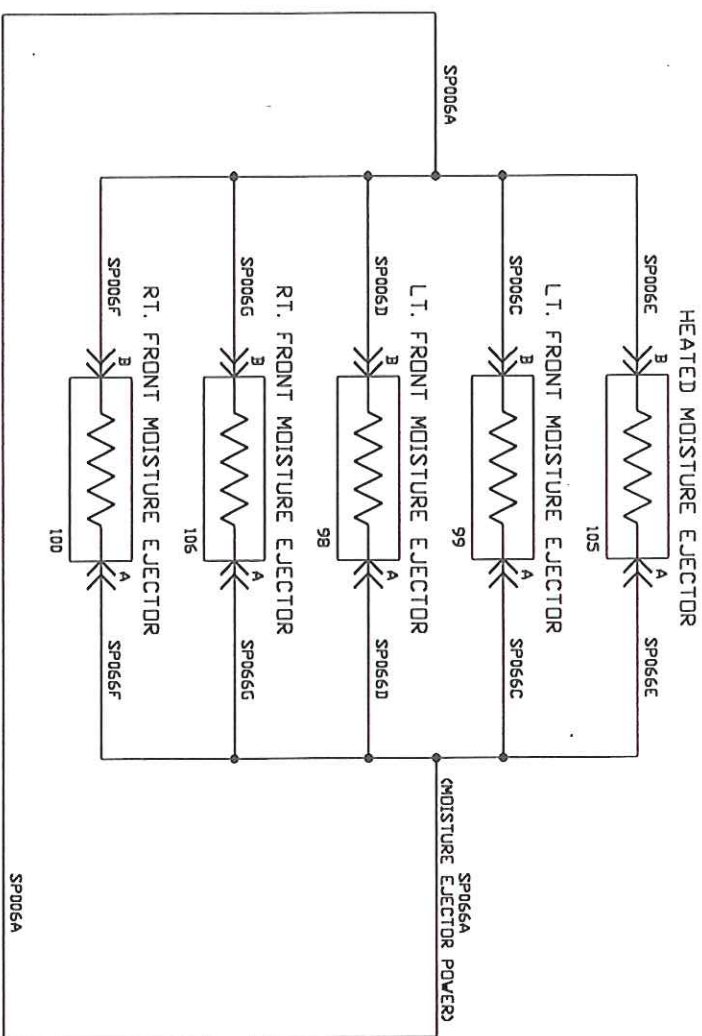 HEATED MOISTURE EJECTOR
SP006E
B
A
SP066E
105
LT. FRONT MOISTURE EJECTOR
SP006C
B
A
SP066C
99
SP006A
SP066A
(MOISTURE EJECTOR POWER)
LT. FRONT MOISTURE EJECTOR
SP006D
B
A
SP066D
98
RT. FRONT MOISTURE EJECTOR
SP006G
B
A
SP066G
106
RT. FRONT MOISTURE EJECTOR
SP006F
B
A
SP066F
100
SP006A